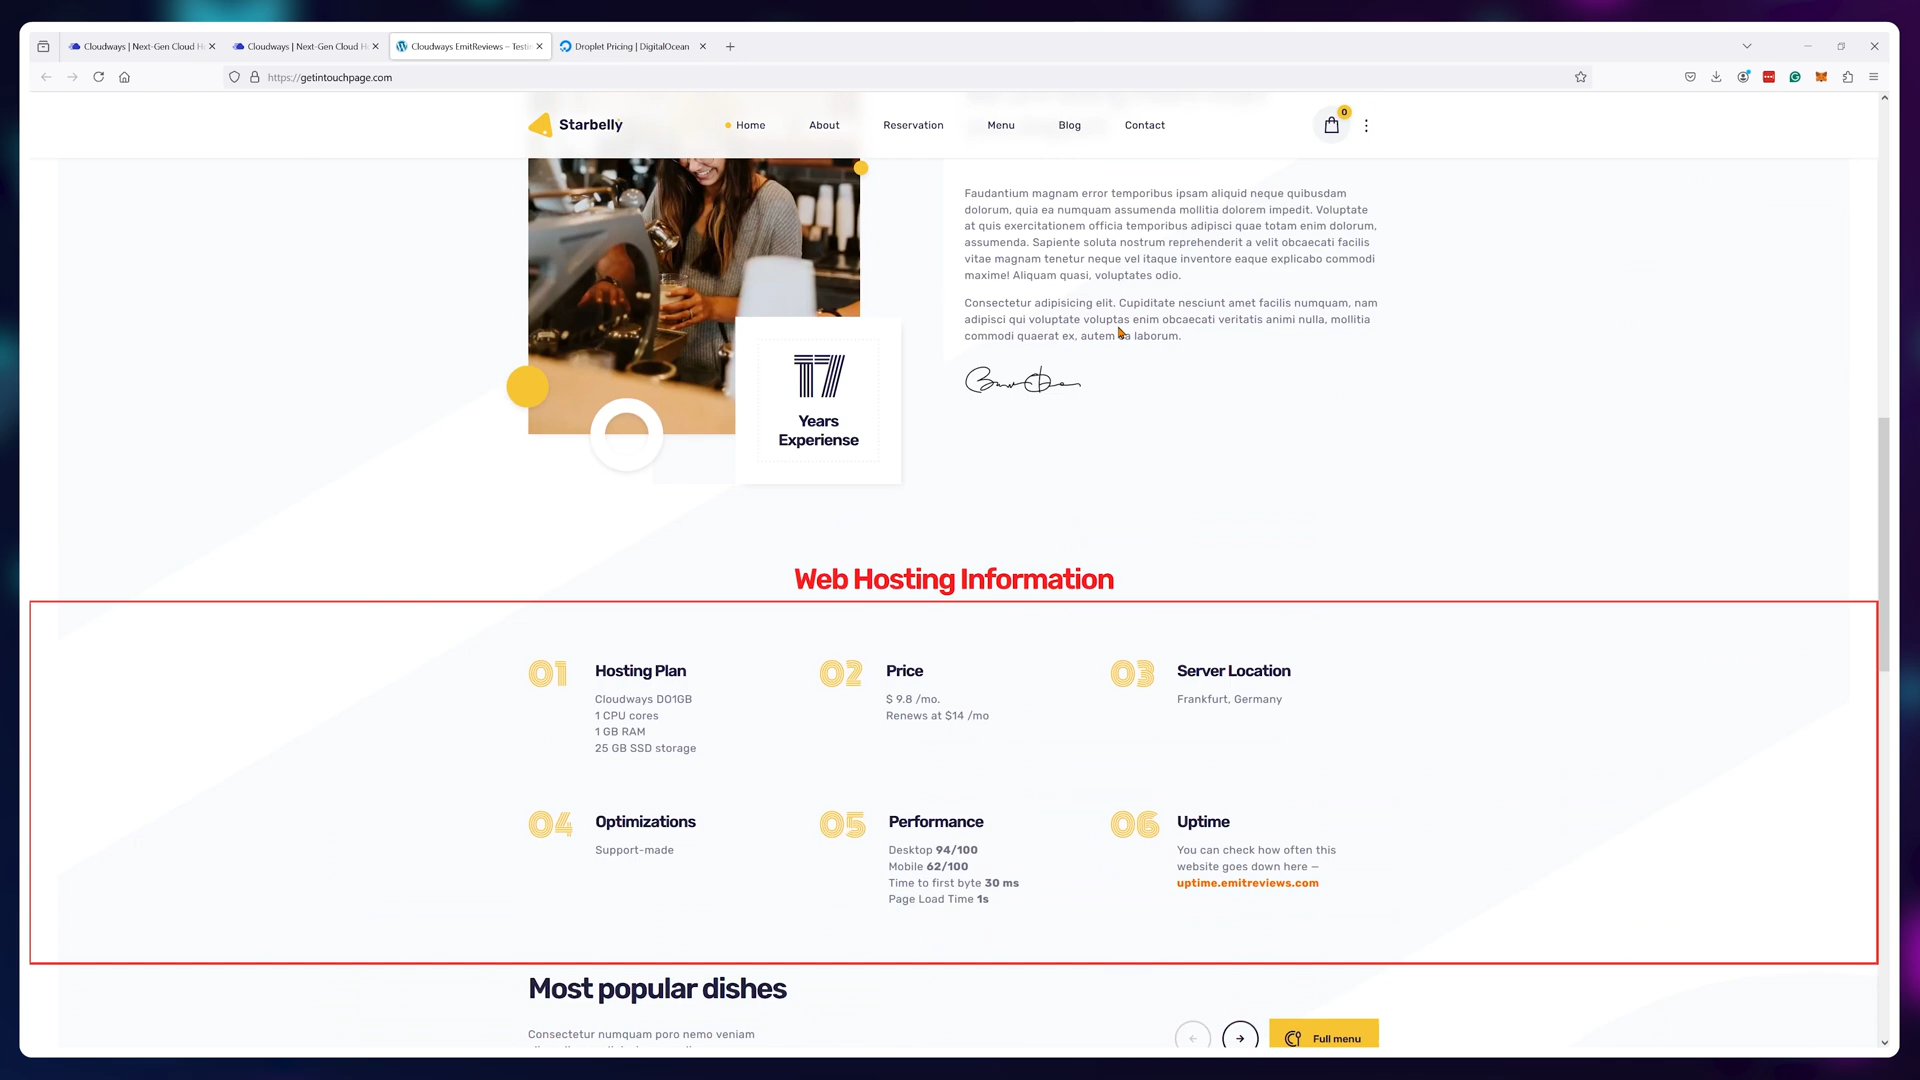 Cloudways | Next-Gen Cloud H
Cloudways | Next-Gen Cloud H
Cloudways EmitReviews – Testi
Droplet Pricing | DigitalOcean
https://getintouchpage.com
Starbelly
Home
About
Reservation
Menu
Blog
Contact
0
Faudantium magnam error temporibus ipsam aliquid neque quibusdam
dolorum, quia ea numquam assumenda mollitia dolorem impedit. Voluptate
at quis exercitationem officia temporibus adipisci quae totam enim dolorum,
assumenda. Sapiente soluta nostrum reprehenderit a velit obcaecati facilis
vitae magnam tenetur neque vel itaque inventore eaque explicabo commodi
maxime! Aliquam quasi, voluptates odio.
Consectetur adipisicing elit. Cupiditate nesciunt amet facilis numquam, nam
adipisci qui voluptate voluptas enim obcaecati veritatis animi nulla, mollitia
commodi quaerat ex, autem ea laborum.
17
Years
Experiense
Web Hosting Information
01
Hosting Plan
Cloudways DO1GB
1 CPU cores
1 GB RAM
25 GB SSD storage
02
Price
$ 9.8 /mo.
Renews at $14 /mo
03
Server Location
Frankfurt, Germany
04
Optimizations
Support-made
05
Performance
Desktop 94/100
Mobile 62/100
Time to first byte 30 ms
Page Load Time 1s
06
Uptime
You can check how often this
website goes down here –
uptime.emitreviews.com
Most popular dishes
Consectetur numquam poro nemo veniam
Full menu